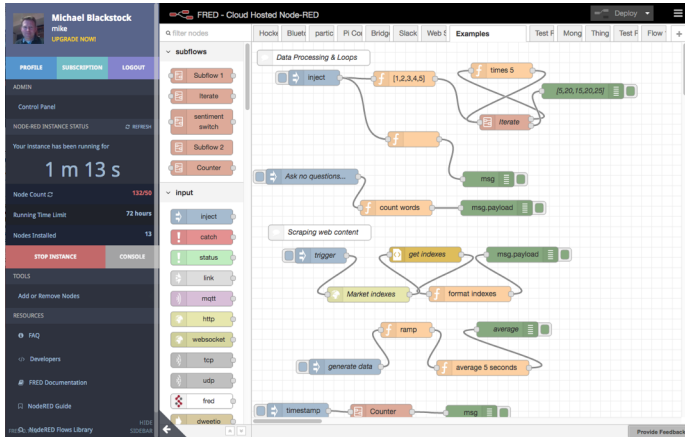 Michael Blackstock
mike
UPGRADE NOW!
PROFILE
SUBSCRIPTION
LOGOUT
ADMIN
Control Panel
NODE-RED INSTANCE STATUS
REFRESH
Your instance has been running for
1 m 13 s
Node Count
132/50
Running Time Limit
72 hours
Nodes Installed
13
STOP INSTANCE
CONSOLE
TOOLS
Add or Remove Nodes
RESOURCES
FAQ
Developers
FRED Documentation
NodeRED Guide
NodeRED Flows Library
HIDE
SIDEBAR
FRED - Cloud Hosted Node-RED
Deploy
filter nodes
subflows
Subflow 1
Iterate
sentiment
switch
Subflow 2
Counter
input
inject
catch
status
link
mqtt
http
websocket
tcp
udp
fred
dweetio
Hocke
Bluet
partic
Pi Co
Bridge
Slack
Web S
Examples
Test F
Mong
Thing
Test F
Flow
Data Processing & Loops
inject
[1,2,3,4,5]
times 5
[5,20,15,20,25]
Iterate
msg
Ask no questions...
count words
msg.payload
Scraping web content
trigger
get indexes
msg.payload
Market indexes
format indexes
ramp
average
generate data
average 5 seconds
timestamp
Counter
msg
Provide Feedback